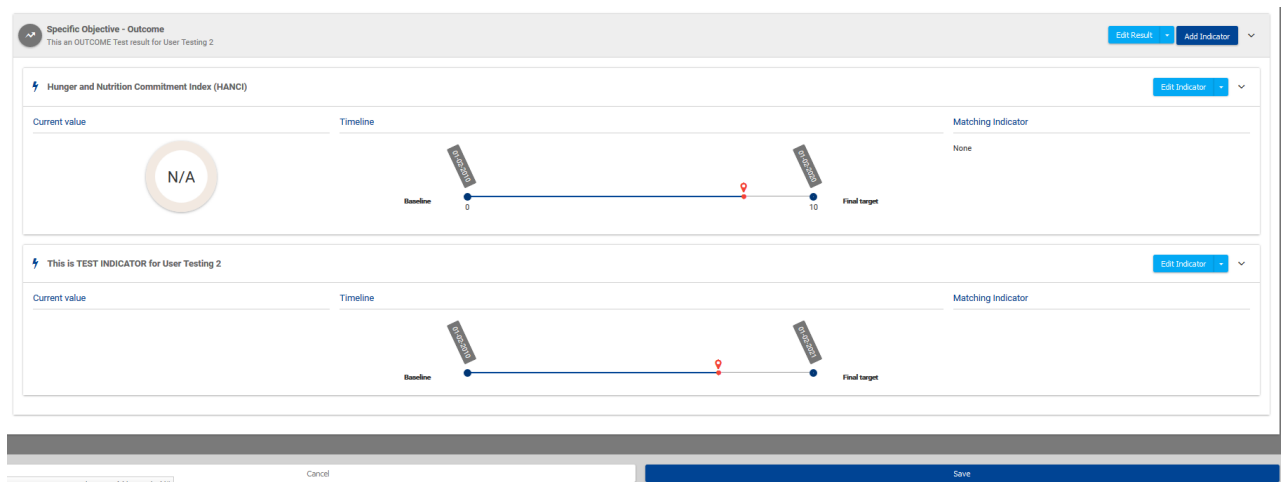 Specific Objective - Outcome
This an OUTCOME Test result for User Testing 2
Edit Result
Add Indicator
Hunger and Nutrition Commitment Index (HANCI)
Edit Indicator
Current value
Timeline
Matching Indicator
N/A
01-02-2010
01-02-2020
None
Baseline
0
10
Final target
This is TEST INDICATOR for User Testing 2
Edit Indicator
Current value
Timeline
Matching Indicator
01-02-2010
01-02-2021
Baseline
Final target
Cancel
Save